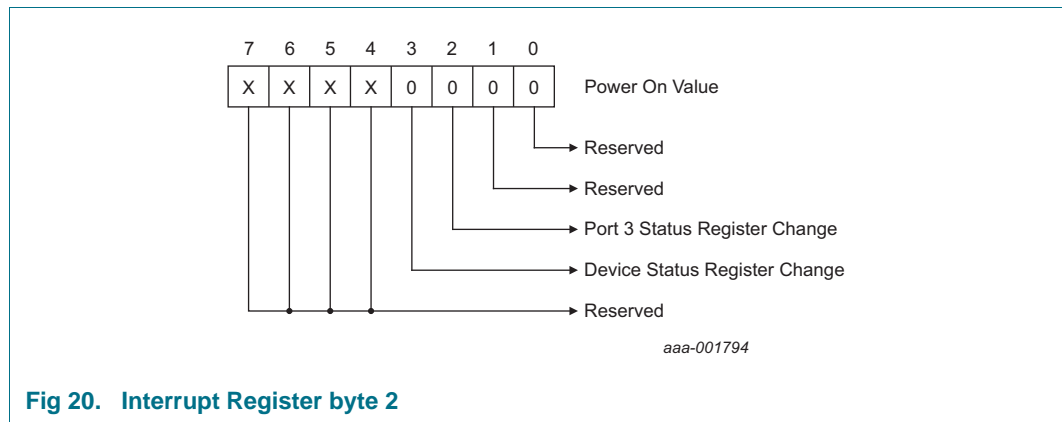 7 6 5 4 3 2 1 0
X X X X 0 0 0 0 Power On Value
Reserved
Reserved
Port 3 Status Register Change
Device Status Register Change
Reserved
aaa-001794
Fig 20. Interrupt Register byte 2